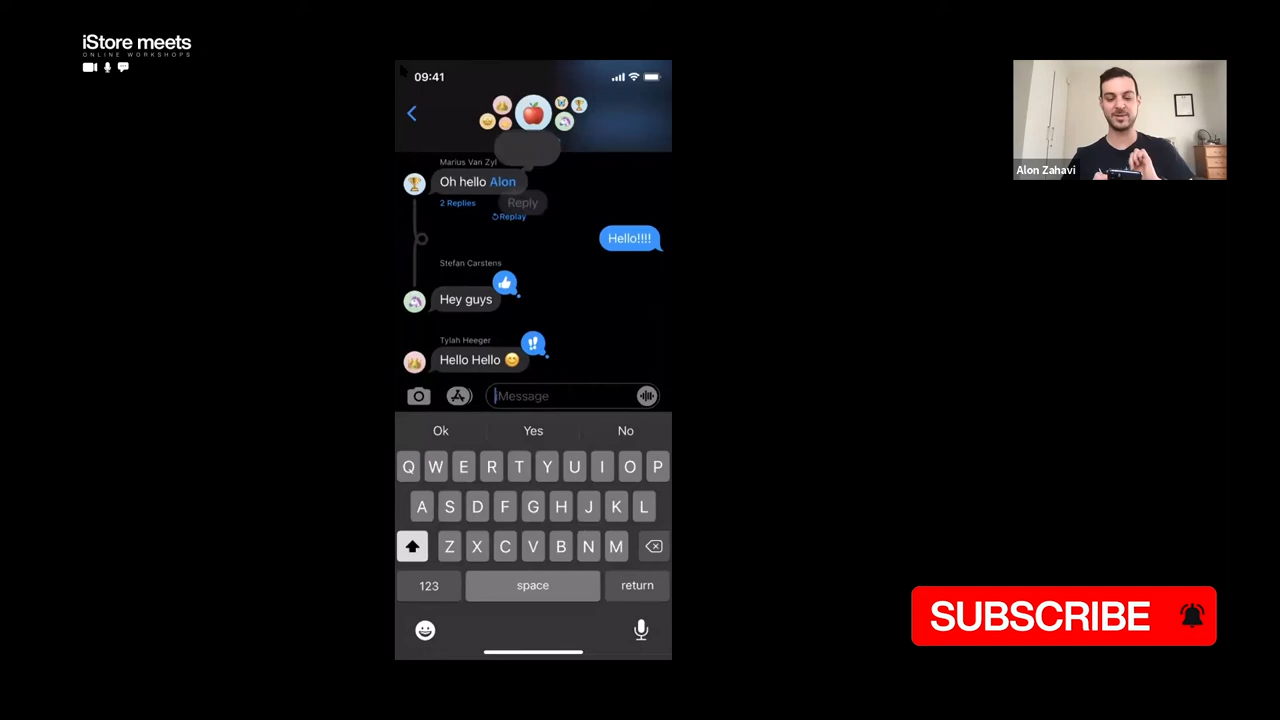 iStore meets
ONLINE WORKSHOPS
09:41
Marius Van Zyl
Oh hello Alon
2 Replies
Reply
Replay
Hello!!!!
Stefan Carstens
Hey guys
Tylah Heeger
Hello Hello 😊
iMessage
Ok Yes No
Q W E R T Y U I O P
A S D F G H J K L
Z X C V B N M
123 space return
Alon Zahavi
SUBSCRIBE